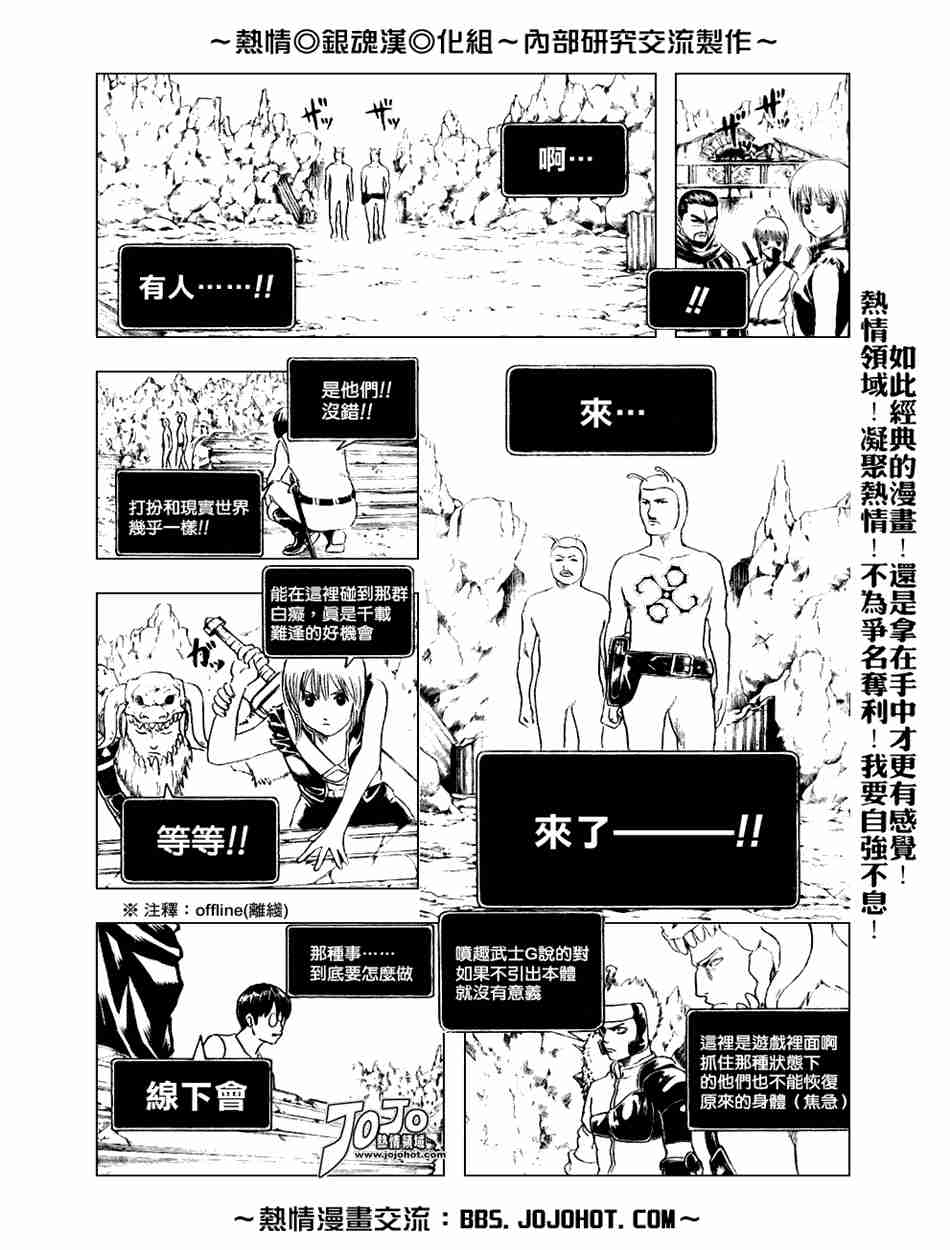 ～熱情◎銀魂漢◎化組～內部研究交流製作～
!!
ザッ
ザッ
啊…
有人……!!
是他們!!
沒錯!!
打扮和現實世界
幾乎一樣!!
來…
來了————!!
能在這裡碰到那群
白癡，眞是千載
難逢的好機會
ガッ
等等!!
※ 注釋：offline(離綫)
這裡是遊戲裡面啊
抓住那種狀態下
的他們也不能恢復
原來的身體（焦急）
噴趣武士G說的對
如果不引出本體
就沒有意義
那種事……
到底要怎麼做
線下會
JOJO
熱情領域
www.jojohot.com
如此經典的漫畫！還是拿在手中才更有感覺！
熱情領域！凝聚熱情！不為爭名奪利！我要自強不息！
～熱情漫畫交流：BBS.JOJOHOT.COM～